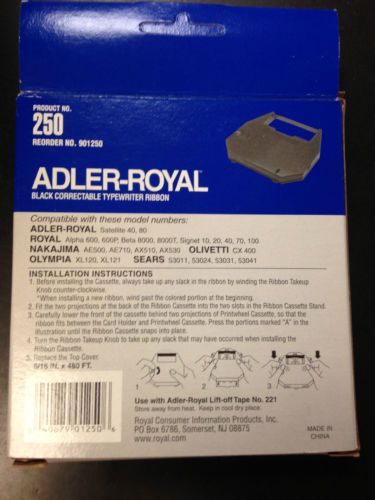 PRODUCT NO.
250
REORDER NO. 901250
ADLER-ROYAL
BLACK CORRECTABLE TYPEWRITER RIBBON
Compatible with these model numbers:
ADLER-ROYAL Satellite 40, 80
ROYAL Alpha 600, 600P, Beta 8000, 8000T, Signet 10, 20, 40, 70, 100
NAKAJIMA AE500, AE710, AX510, AX530 OLIVETTI CX 400
OLYMPIA XL120, XL121 SEARS 53011, 53024, 53031, 53041
INSTALLATION INSTRUCTIONS
1. Before installing the Cassette, always take up any slack in the ribbon by winding the Ribbon Takeup
Knob counter-clockwise.
*When installing a new ribbon, wind past the colored portion at the beginning.
2. Fit the two projections at the back of the Ribbon Cassette into the two slots in the Ribbon Cassette Stand.
3. Carefully lower the front of the cassette behind two projections of Printwheel Cassette, so that the
ribbon fits between the Card Holder and Printwheel Cassette. Press the portions marked "A" in the
illustration until the Ribbon Cassette snaps into place.
4. Turn the Ribbon Takeup Knob to take up any slack that may have occurred when installing the
Ribbon Cassette.
5. Replace the Top Cover.
5/16 IN. x 480 FT.
1
2
3
Use with Adler-Royal Lift-off Tape No. 221
Store away from heat. Keep in cool dry place.
Royal Consumer Information Products, Inc.
PO Box 6786, Somerset, NJ 08875
www.royal.com
MADE IN
CHINA
40879 01250 6